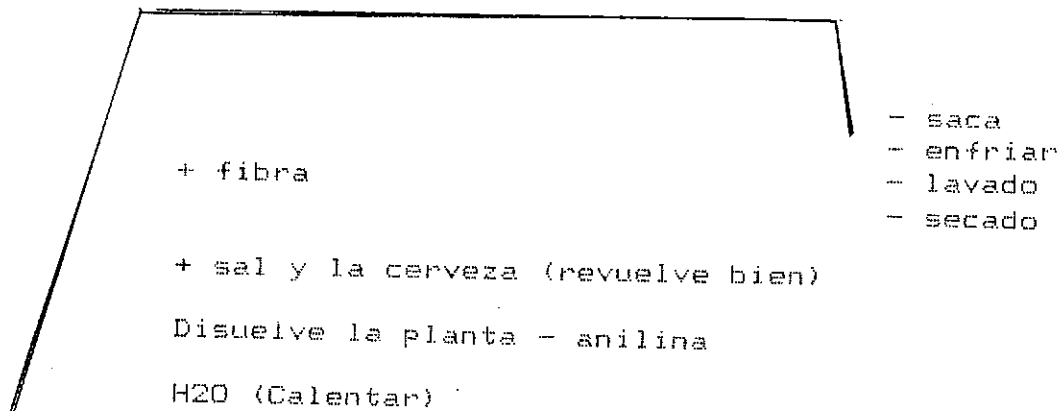 - saca
- enfriar
+ fibra
- lavado
- secado
+ sal y la cerveza (revuelve bien)
Disuelve la planta - anilina
H2O (Calentar)